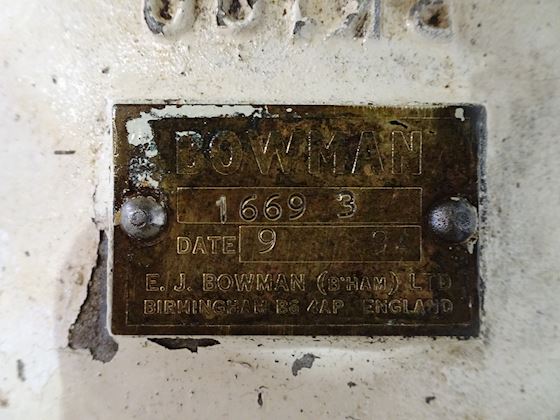 BOWMAN
1669 3
DATE 9 94
E. J. BOWMAN (B'HAM.) LTD
BIRMINGHAM B6 4AP ENGLAND